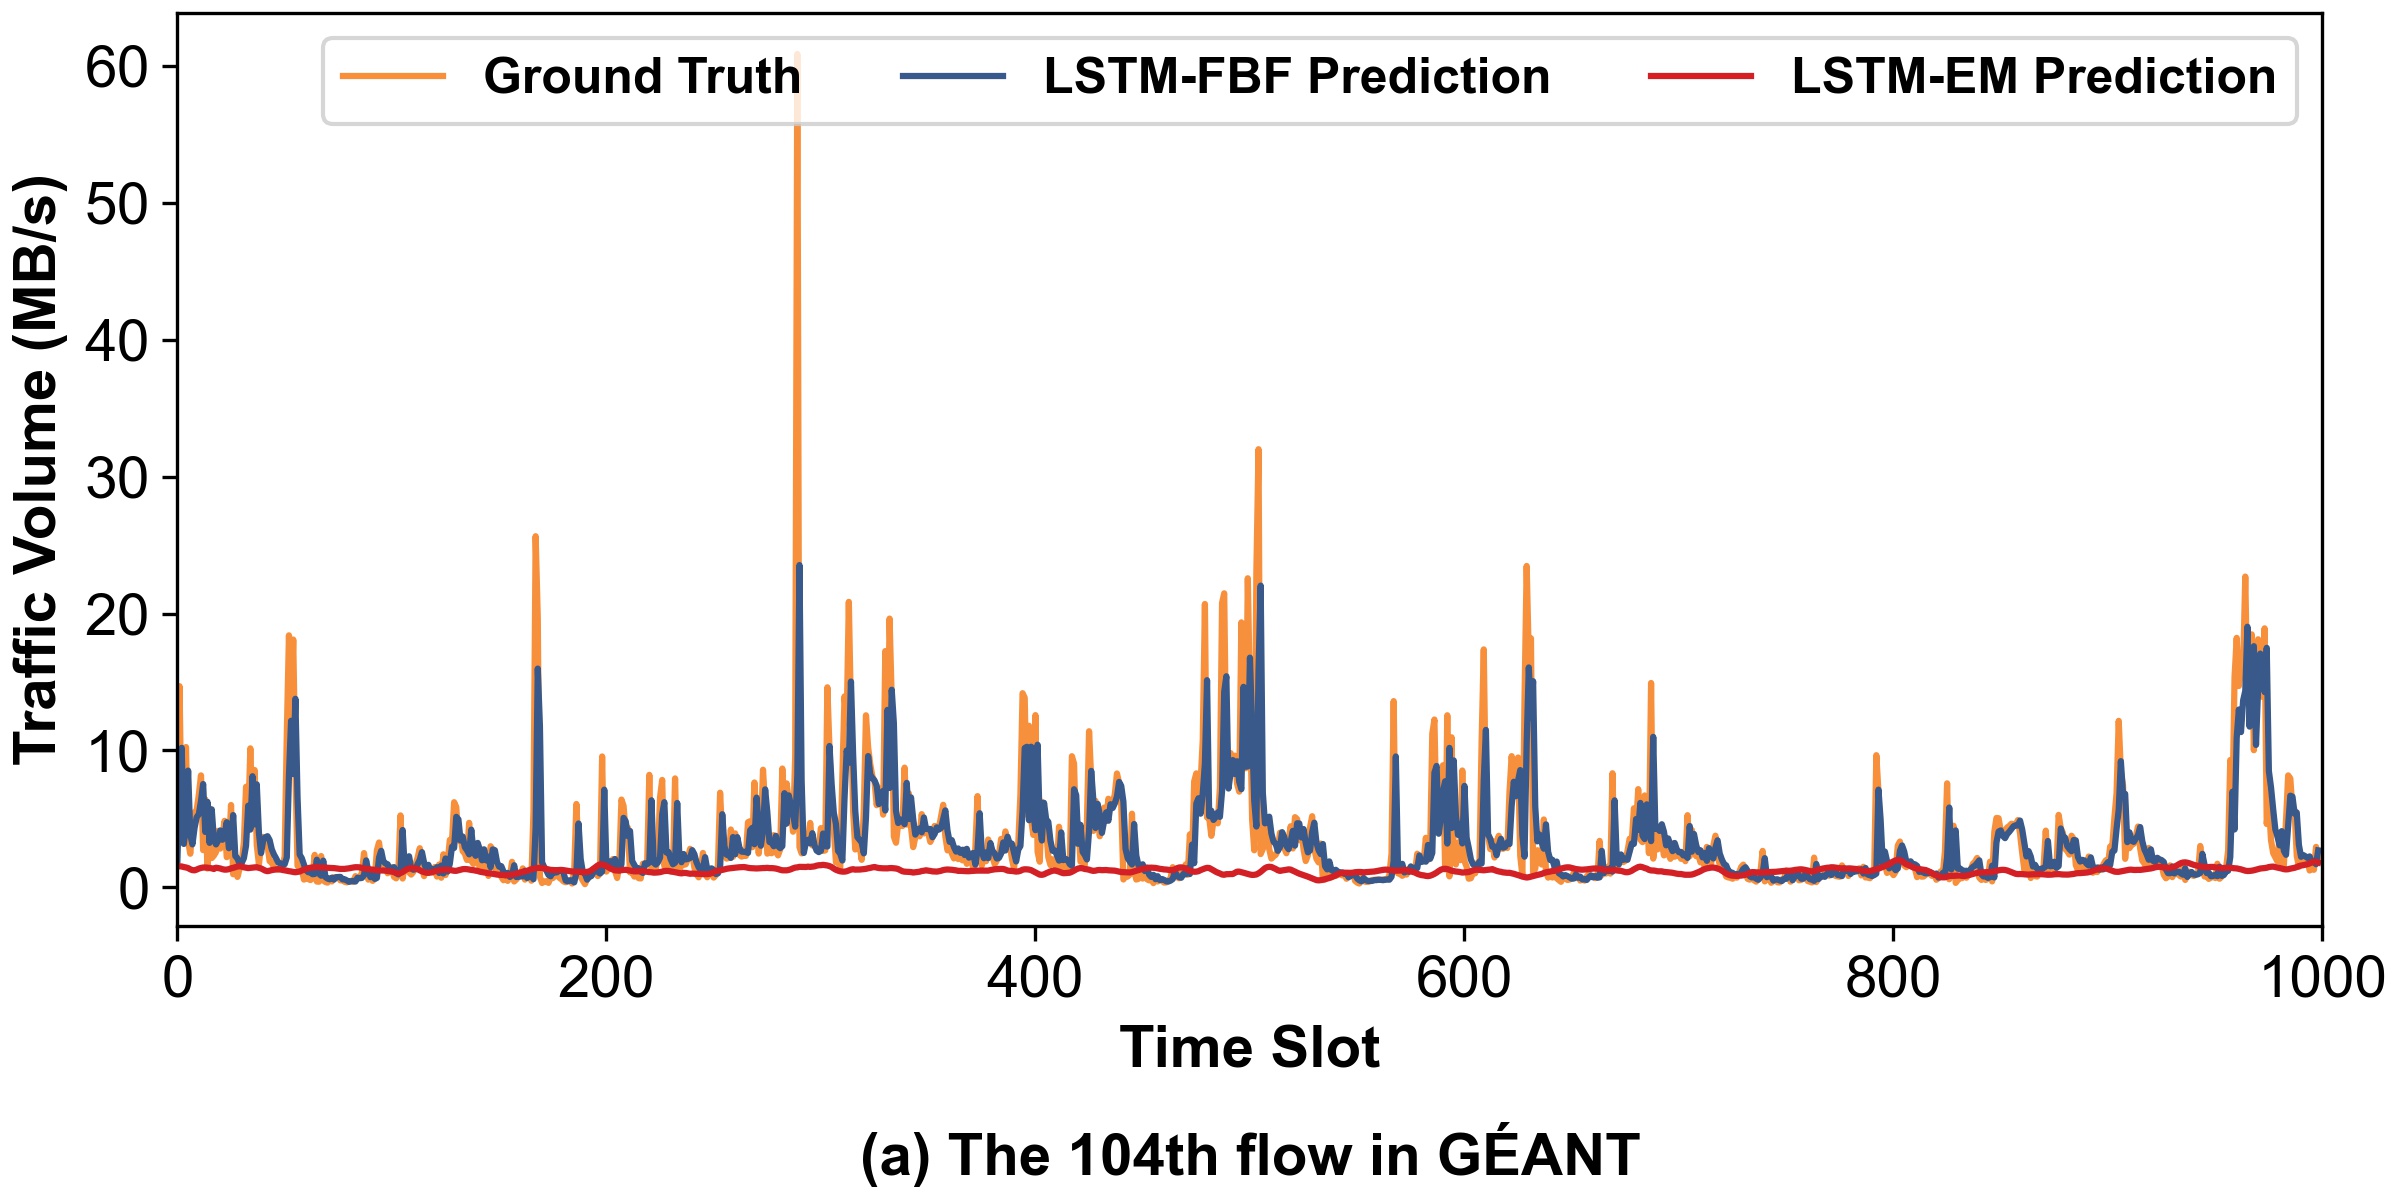 Ground Truth LSTM-FBF Prediction LSTM-EM Prediction
Traffic Volume (MB/s)
60
50
40
30
20
10
0
0 200 400 600 800 1000
Time Slot
(a) The 104th flow in GÉANT